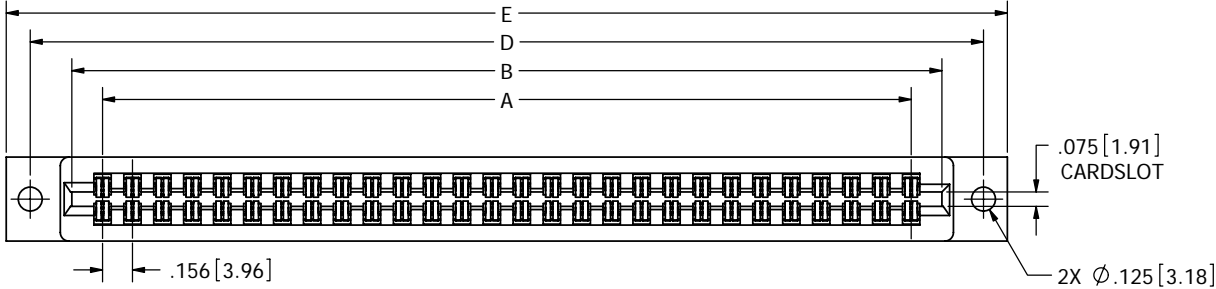 E
D
B
A
.075[1.91]
CARDSLOT
.156[3.96]
2X Ø.125[3.18]